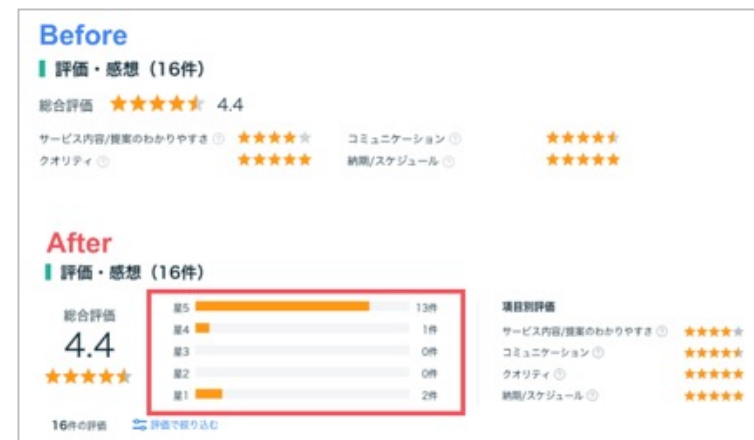 Before
評価・感想（16件）
総合評価 ★★★★★ 4.4
サービス内容/提案のわかりやすさ ? ★★★★★ コミュニケーション ? ★★★★★
クオリティ ? ★★★★★ 納期/スケジュール ? ★★★★★
After
評価・感想（16件）
総合評価
4.4
★★★★★
星5 13件
星4 1件
星3 0件
星2 0件
星1 2件
項目別評価
サービス内容/提案のわかりやすさ ? ★★★★★
コミュニケーション ? ★★★★★
クオリティ ? ★★★★★
納期/スケジュール ? ★★★★★
16件の評価 評価で絞り込む